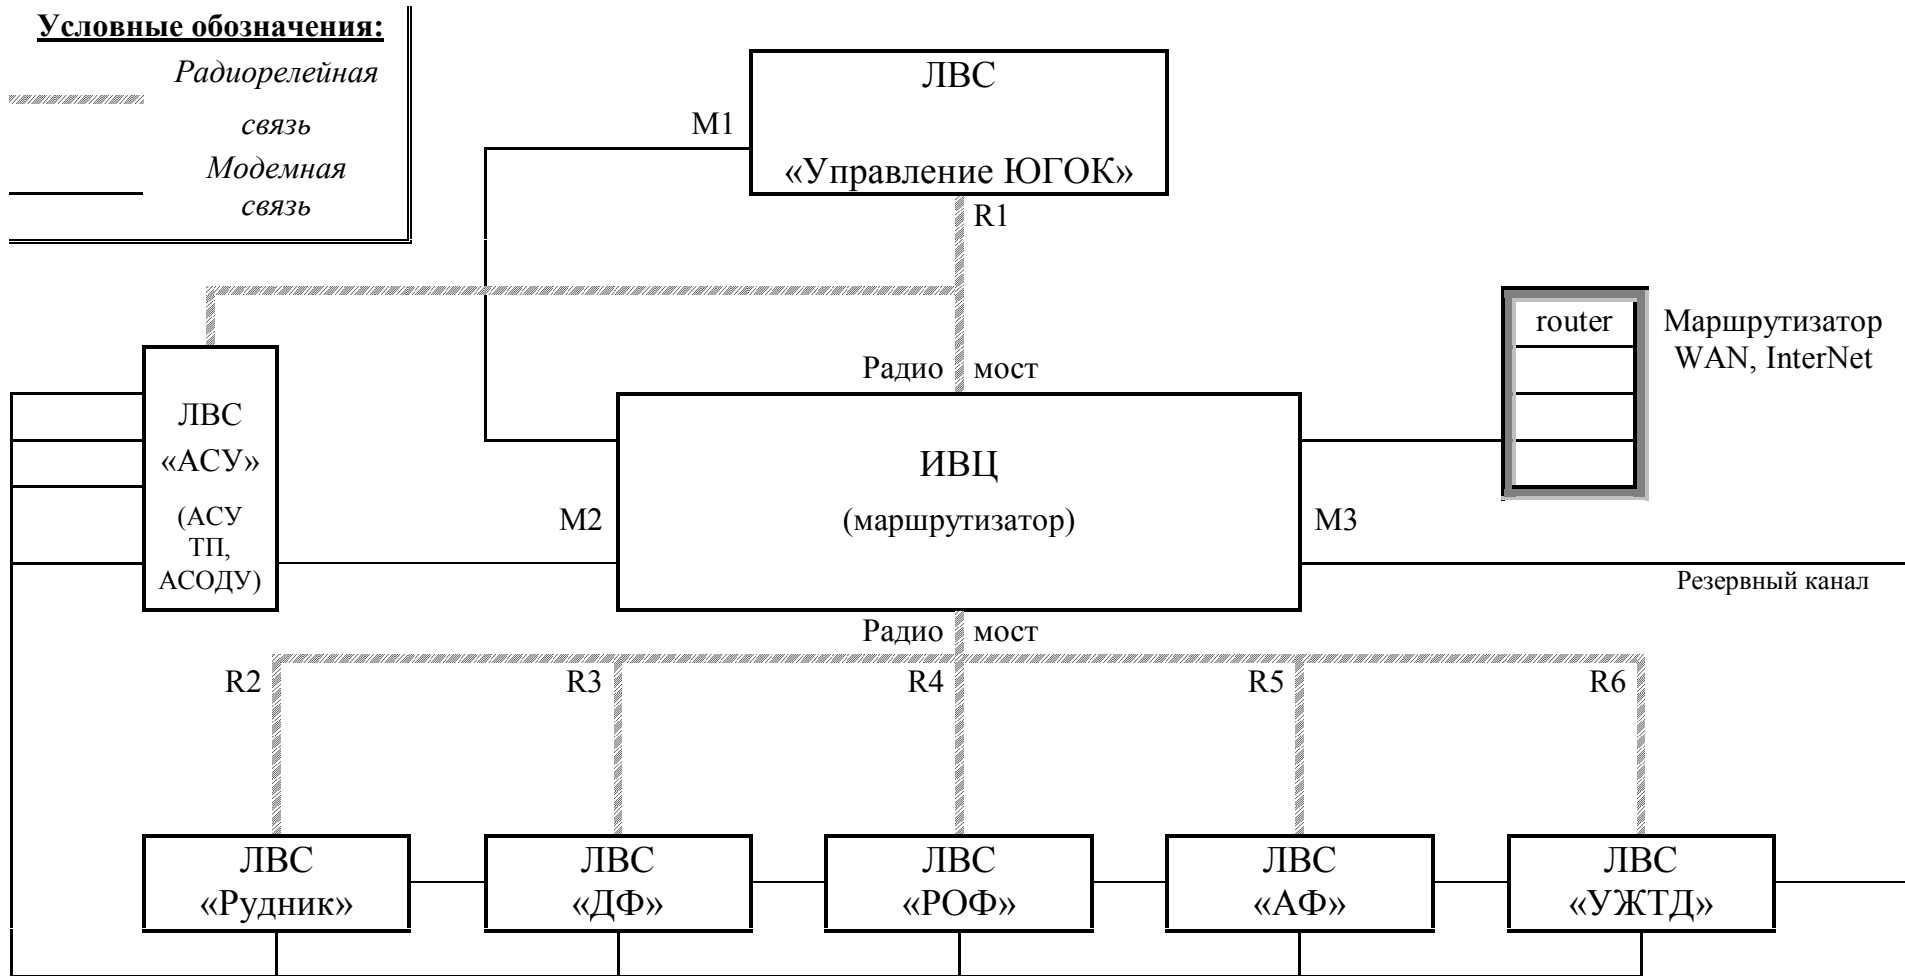 Условные обозначения:
Радиорелейная
связь
Модемная
связь
ЛВС
«Управление ЮГОК»
M1
R1
router
Маршрутизатор
WAN, InterNet
Радио мост
ЛВС
«АСУ»
(АСУ
ТП,
АСОДУ)
ИВЦ
(маршрутизатор)
M2
M3
Резервный канал
Радио мост
R2
R3
R4
R5
R6
ЛВС
«Рудник»
ЛВС
«ДФ»
ЛВС
«РОФ»
ЛВС
«АФ»
ЛВС
«УЖТД»